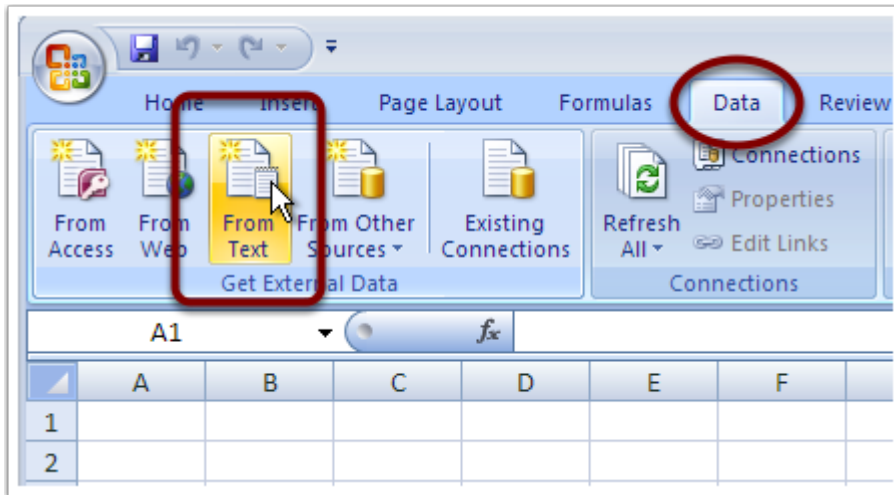 Home Insert Page Layout Formulas Data Review
From Access
From Web
From Text
From Other Sources
Existing Connections
Refresh All
Connections
Properties
Edit Links
Get External Data
Connections
A1
fx
A B C D E F
1
2